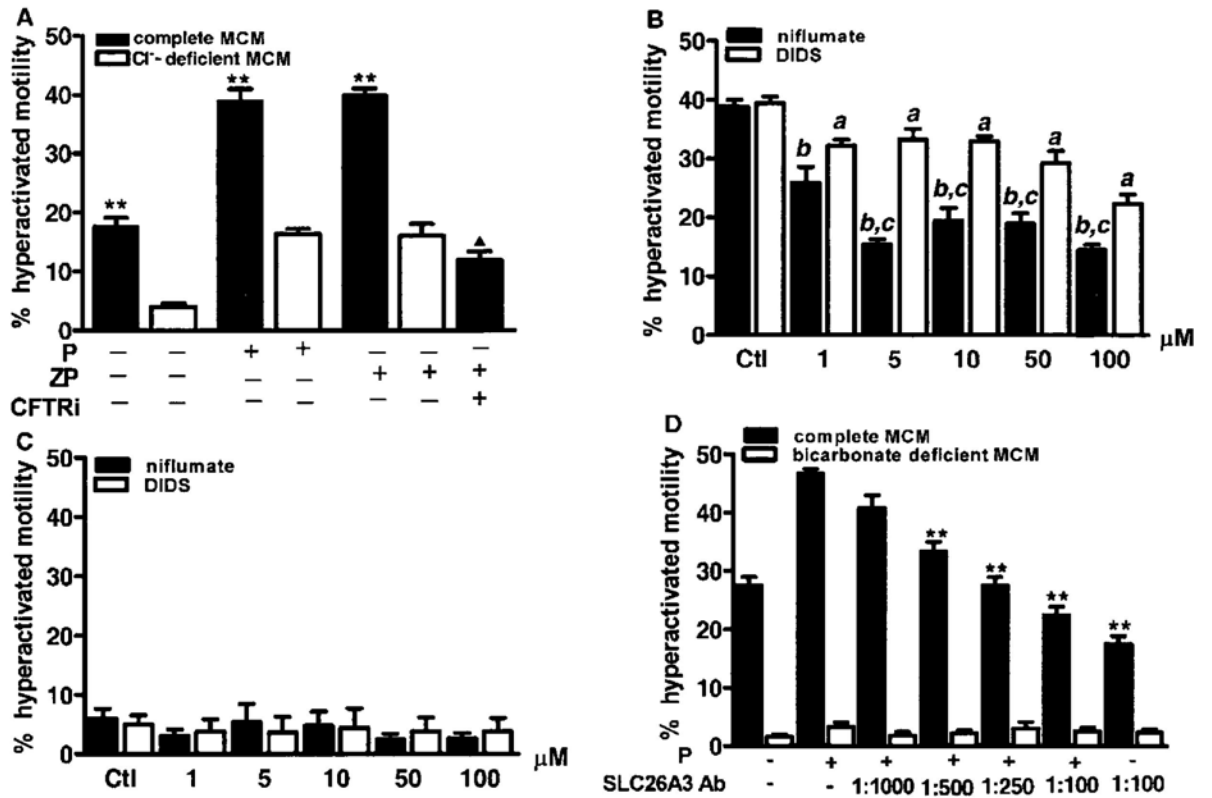 A
50
40
30
20
10
0
% hyperactivated motility
complete MCM
Cl⁻- deficient MCM
** ** ** ▲
P – – + + – – –
ZP – – – – + + +
CFTRi – – – – – – +
B
50
40
30
20
10
0
% hyperactivated motility
niflumate
DIDS
b a b,c a b,c a b,c a b,c a
Ctl 1 5 10 50 100 μM
C
50
40
30
20
10
0
% hyperactivated motility
niflumate
DIDS
Ctl 1 5 10 50 100 μM
D
50
40
30
20
10
0
% hyperactivated motility
complete MCM
bicarbonate deficient MCM
** ** ** **
P - + + + + + -
SLC26A3 Ab - - 1:1000 1:500 1:250 1:100 1:100